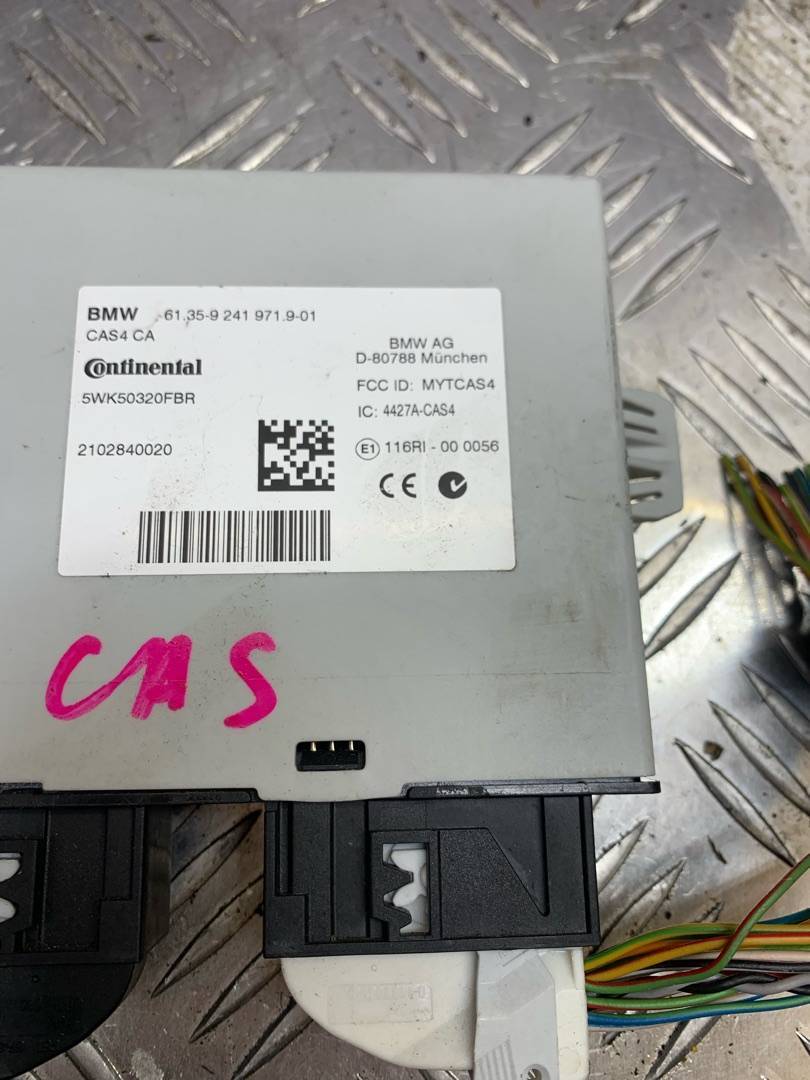 BMW 61.35-9 241 971.9-01
CAS4 CA
Continental
5WK50320FBR
2102840020
BMW AG
D-80788 München
FCC ID: MYTCAS4
IC: 4427A-CAS4
E1 116RI - 00 0056
CE
CAS